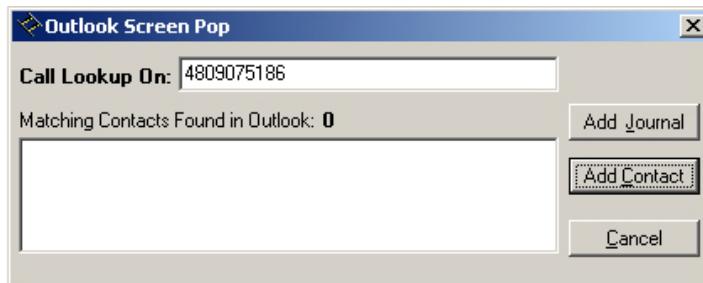 Outlook Screen Pop
Call Lookup On: 4809075186
Matching Contacts Found in Outlook: 0
Add Journal
Add Contact
Cancel